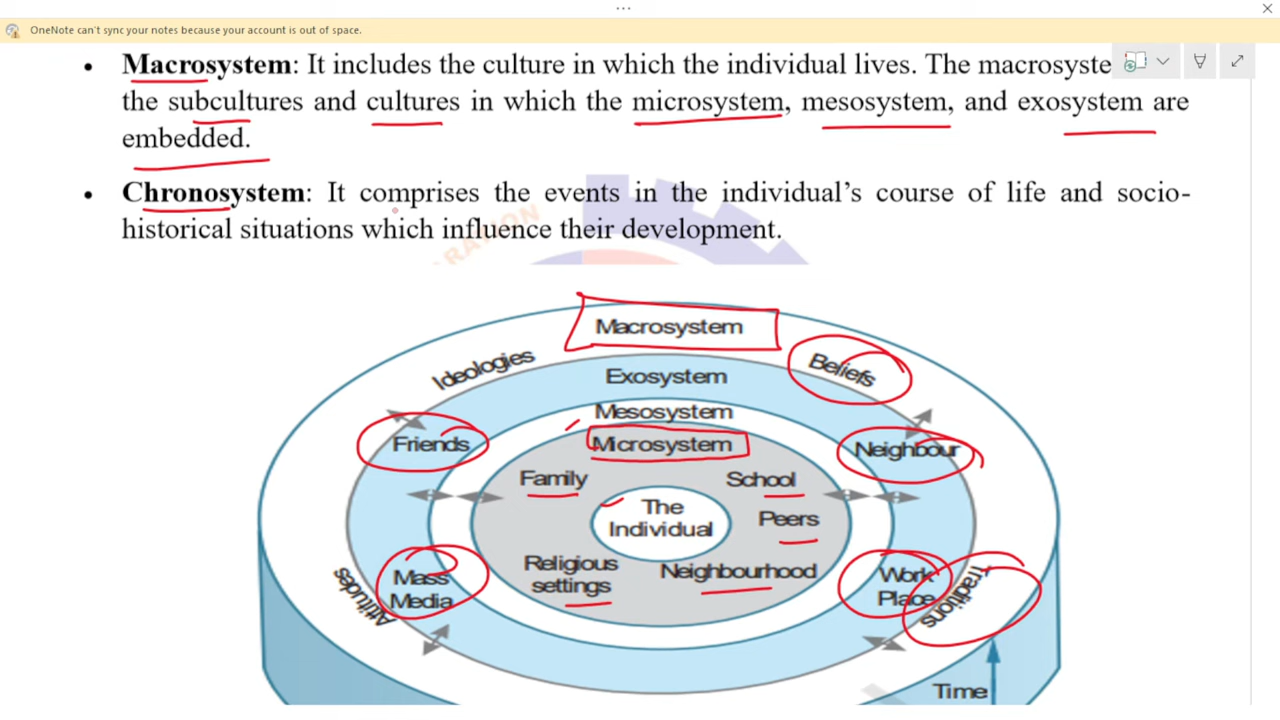 OneNote can't sync your notes because your account is out of space.
• Macrosystem: It includes the culture in which the individual lives. The macrosyste
the subcultures and cultures in which the microsystem, mesosystem, and exosystem are
embedded.
• Chronosystem: It comprises the events in the individual's course of life and socio-
historical situations which influence their development.
RATION
Macrosystem
Ideologies
Beliefs
Exosystem
Mesosystem
Friends
Microsystem
Neighbour
Family
School
The
Individual
Peers
Religious
settings
Neighbourhood
Mass
Media
Work
Place
Attitudes
Traditions
Time